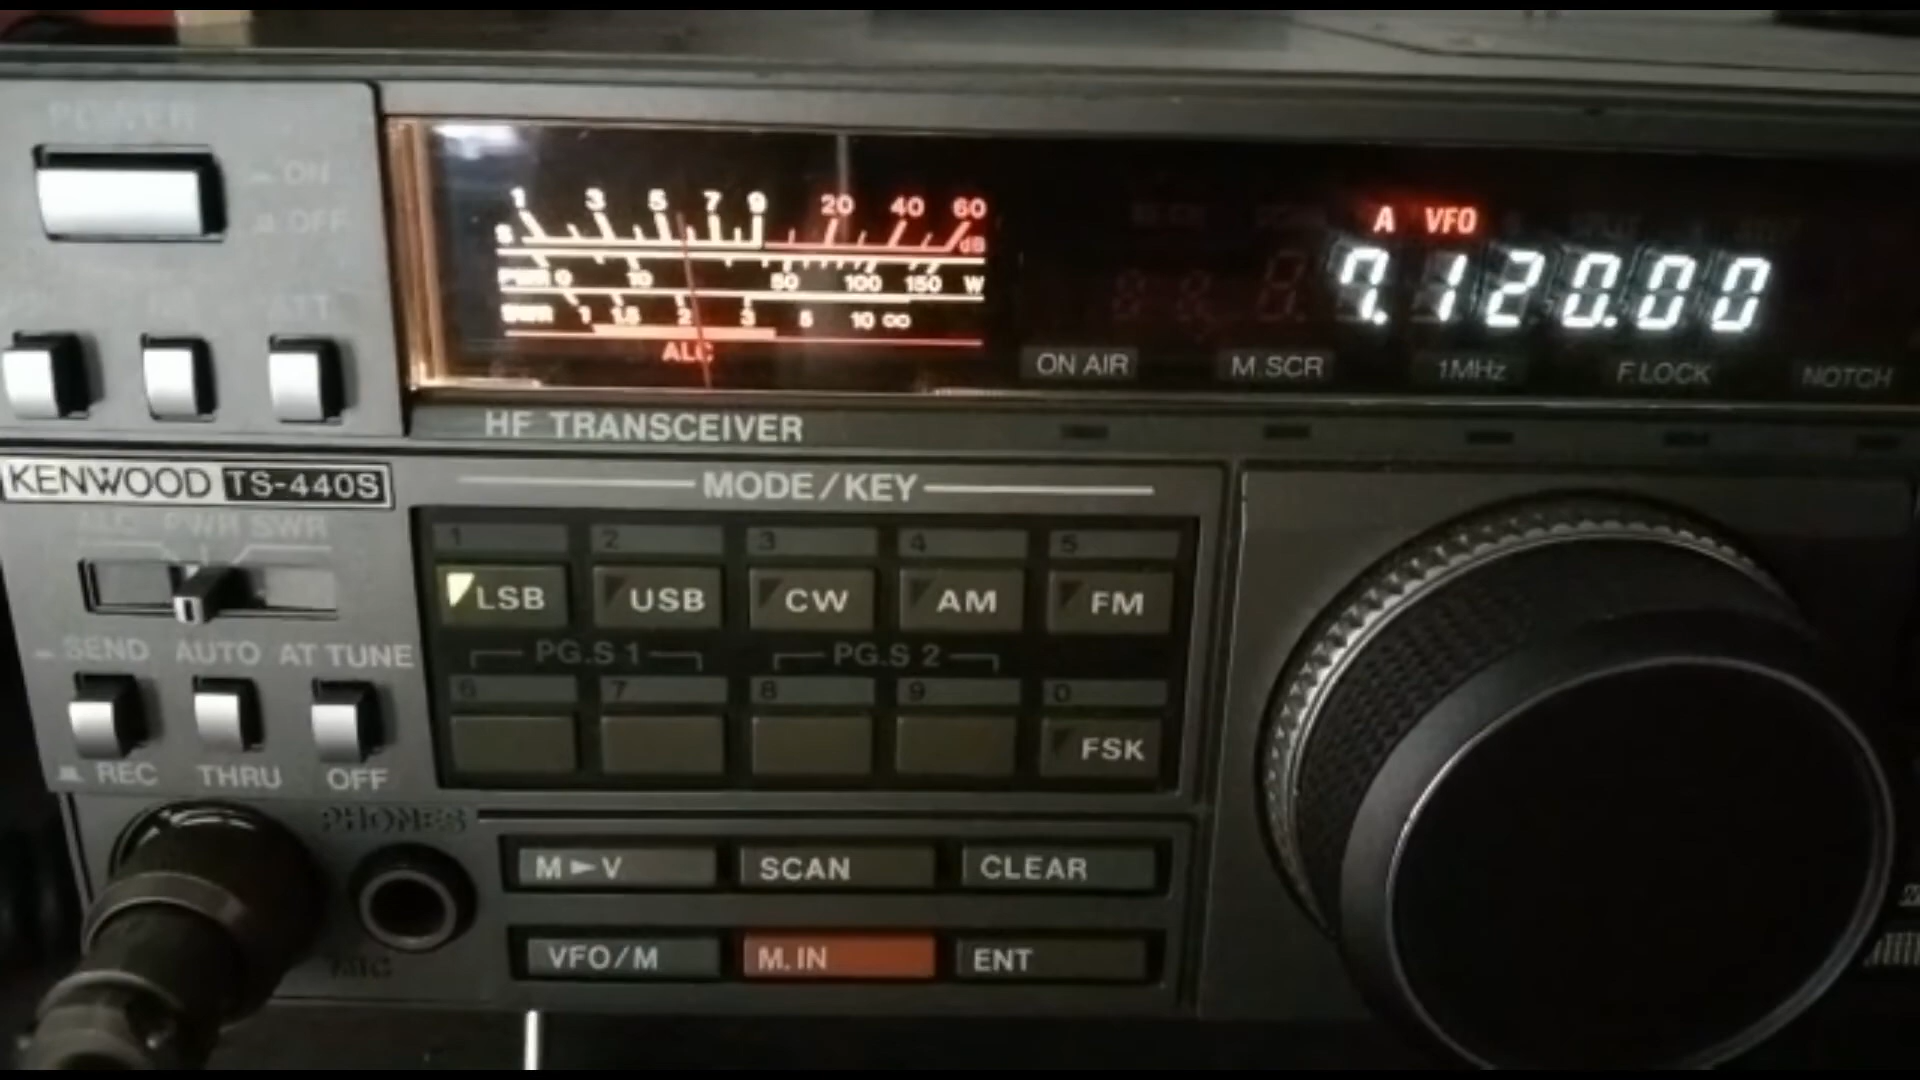 POWER
ON
OFF
ATT
1 3 5 7 9 20 40 60
S dB
PWR 0 10 50 100 150 W
SWR 1 1.5 2 3 5 10 ∞
ALC
A VFO
7.120.00
ON AIR M.SCR 1MHz F.LOCK NOTCH
HF TRANSCEIVER
KENWOOD TS-440S
MODE/KEY
ALC PWR SWR
1 2 3 4 5
LSB USB CW AM FM
SEND AUTO AT TUNE
PG.S 1 PG.S 2
6 7 8 9 0
FSK
REC THRU OFF
PHONES
M►V SCAN CLEAR
MIC
VFO/M M.IN ENT